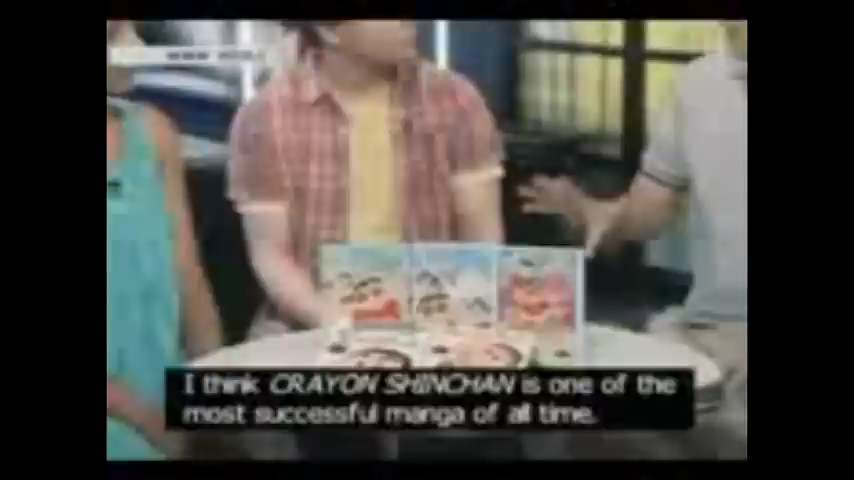 I think CRAYON SHINCHAN is one of the
most successful manga of all time.